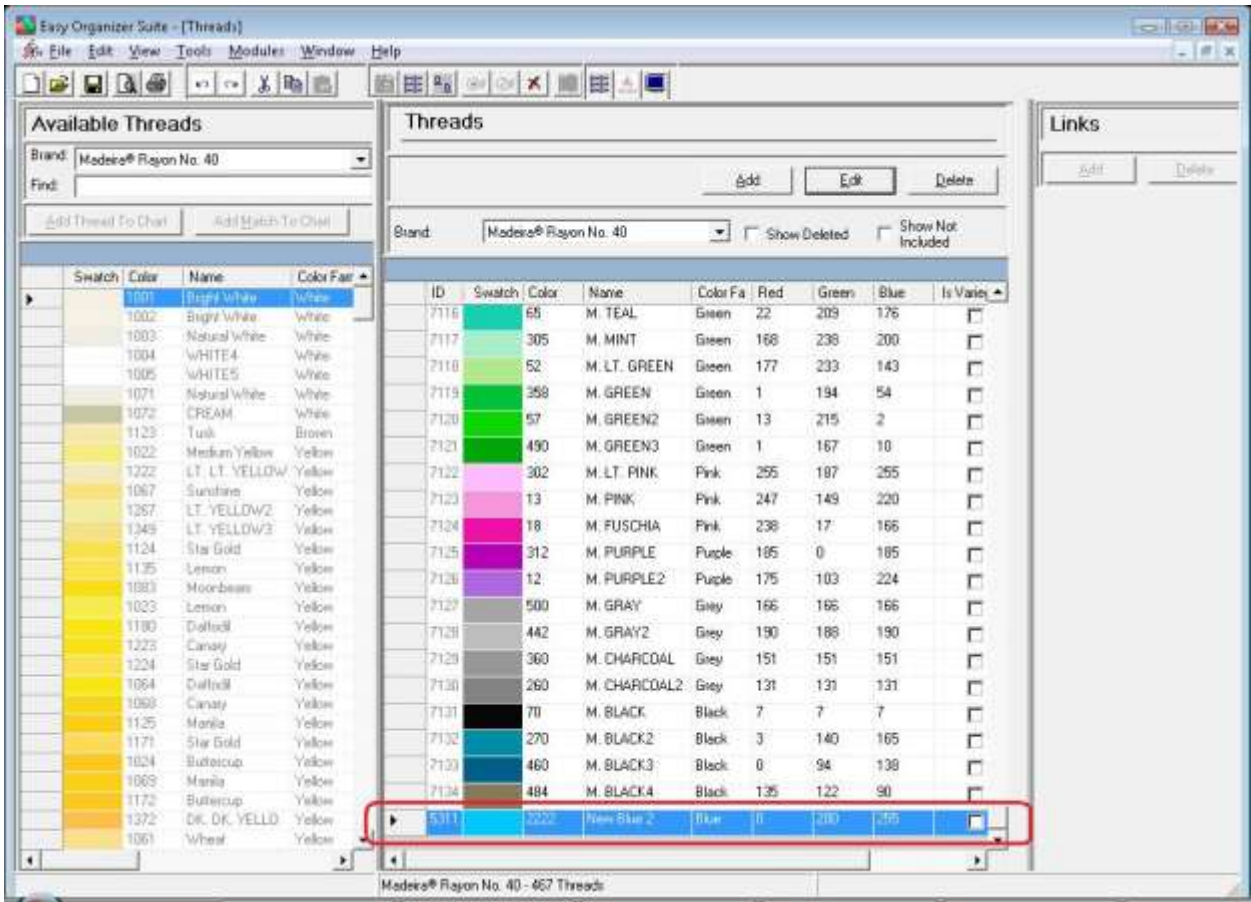 Easy Organizer Suite - [Threads]
File Edit View Tools Modules Window Help
Available Threads
Brand: Madeira® Rayon No. 40
Find:
Add Thread To Chart Add Match To Chart
Swatch Color Name Color Fam
1001 Bright White White
1002 Bright White White
1003 Natural White White
1004 WHITE4 White
1005 WHITE5 White
1071 Natural White White
1072 CREAM White
1123 Tusk Brown
1022 Medium Yellow Yellow
1222 LT. LT. YELLOW Yellow
1067 Sunshine Yellow
1267 LT. YELLOW2 Yellow
1349 LT. YELLOW3 Yellow
1124 Star Gold Yellow
1135 Lemon Yellow
1083 Moonbeam Yellow
1023 Lemon Yellow
1180 Daffodil Yellow
1223 Canary Yellow
1224 Star Gold Yellow
1064 Daffodil Yellow
1068 Canary Yellow
1125 Manila Yellow
1171 Star Gold Yellow
1024 Buttercup Yellow
1069 Manila Yellow
1172 Buttercup Yellow
1372 DK. DK. YELLO Yellow
1061 Wheat Yellow
Threads
Add Edit Delete
Brand: Madeira® Rayon No. 40 Show Deleted Show Not Included
ID Swatch Color Name Color Fa Red Green Blue Is Varieg
7116 65 M. TEAL Green 22 209 176
7117 305 M. MINT Green 168 238 200
7118 52 M. LT. GREEN Green 177 233 143
7119 358 M. GREEN Green 1 194 54
7120 57 M. GREEN2 Green 13 215 2
7121 490 M. GREEN3 Green 1 167 10
7122 302 M. LT. PINK Pink 255 187 255
7123 13 M. PINK Pink 247 149 220
7124 18 M. FUSCHIA Pink 238 17 166
7125 312 M. PURPLE Purple 185 0 185
7126 12 M. PURPLE2 Purple 175 103 224
7127 500 M. GRAY Grey 166 166 166
7128 442 M. GRAY2 Grey 190 188 190
7129 360 M. CHARCOAL Grey 151 151 151
7130 260 M. CHARCOAL2 Grey 131 131 131
7131 70 M. BLACK Black 7 7 7
7132 270 M. BLACK2 Black 3 140 165
7133 460 M. BLACK3 Black 0 94 138
7134 484 M. BLACK4 Black 135 122 90
5311 2222 New Blue 2 Blue 0 200 255
Madeira® Rayon No. 40 - 467 Threads
Links
Add Delete